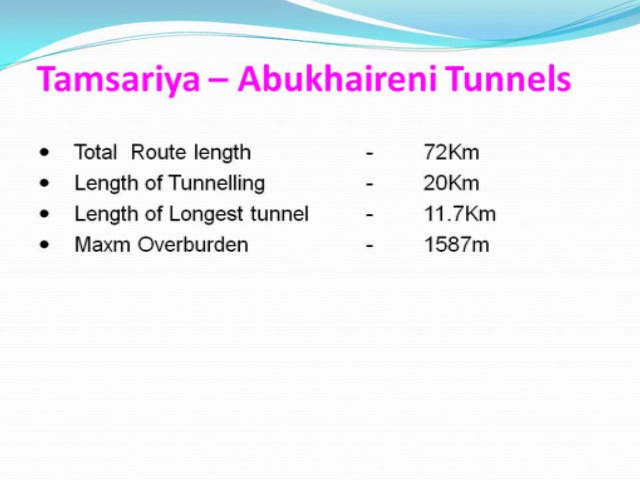 Tamsariya – Abukhaireni Tunnels
• Total Route length - 72Km
• Length of Tunnelling - 20Km
• Length of Longest tunnel - 11.7Km
• Maxm Overburden - 1587m